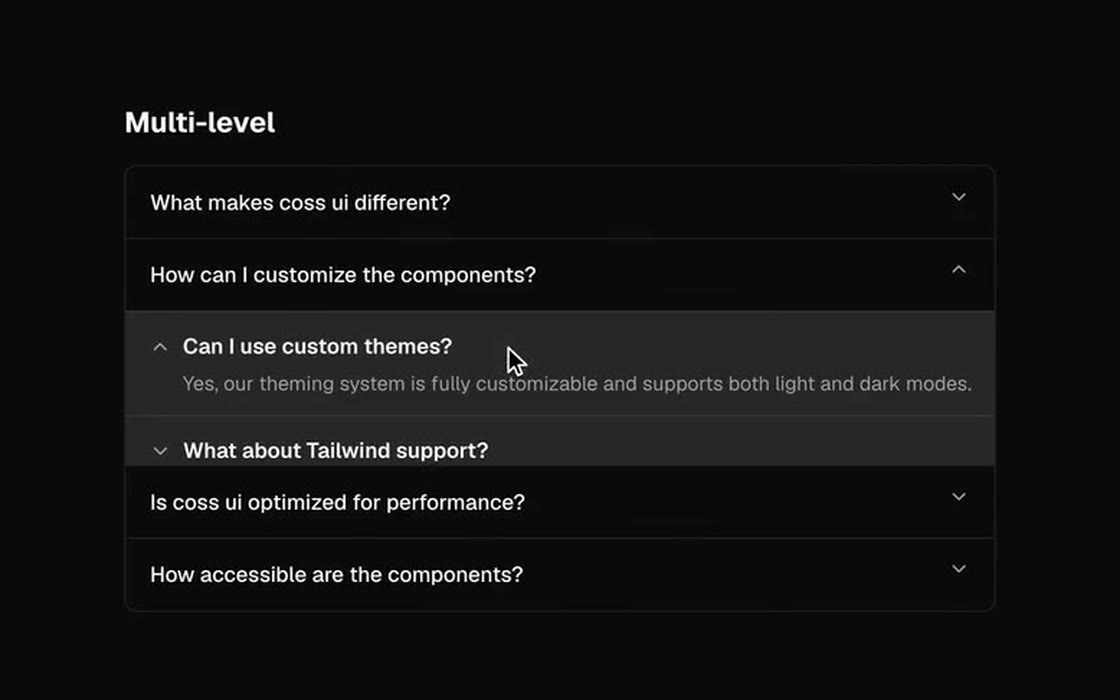 Multi-level
What makes coss ui different?
How can I customize the components?
Can I use custom themes?
Yes, our theming system is fully customizable and supports both light and dark modes.
What about Tailwind support?
Is coss ui optimized for performance?
How accessible are the components?